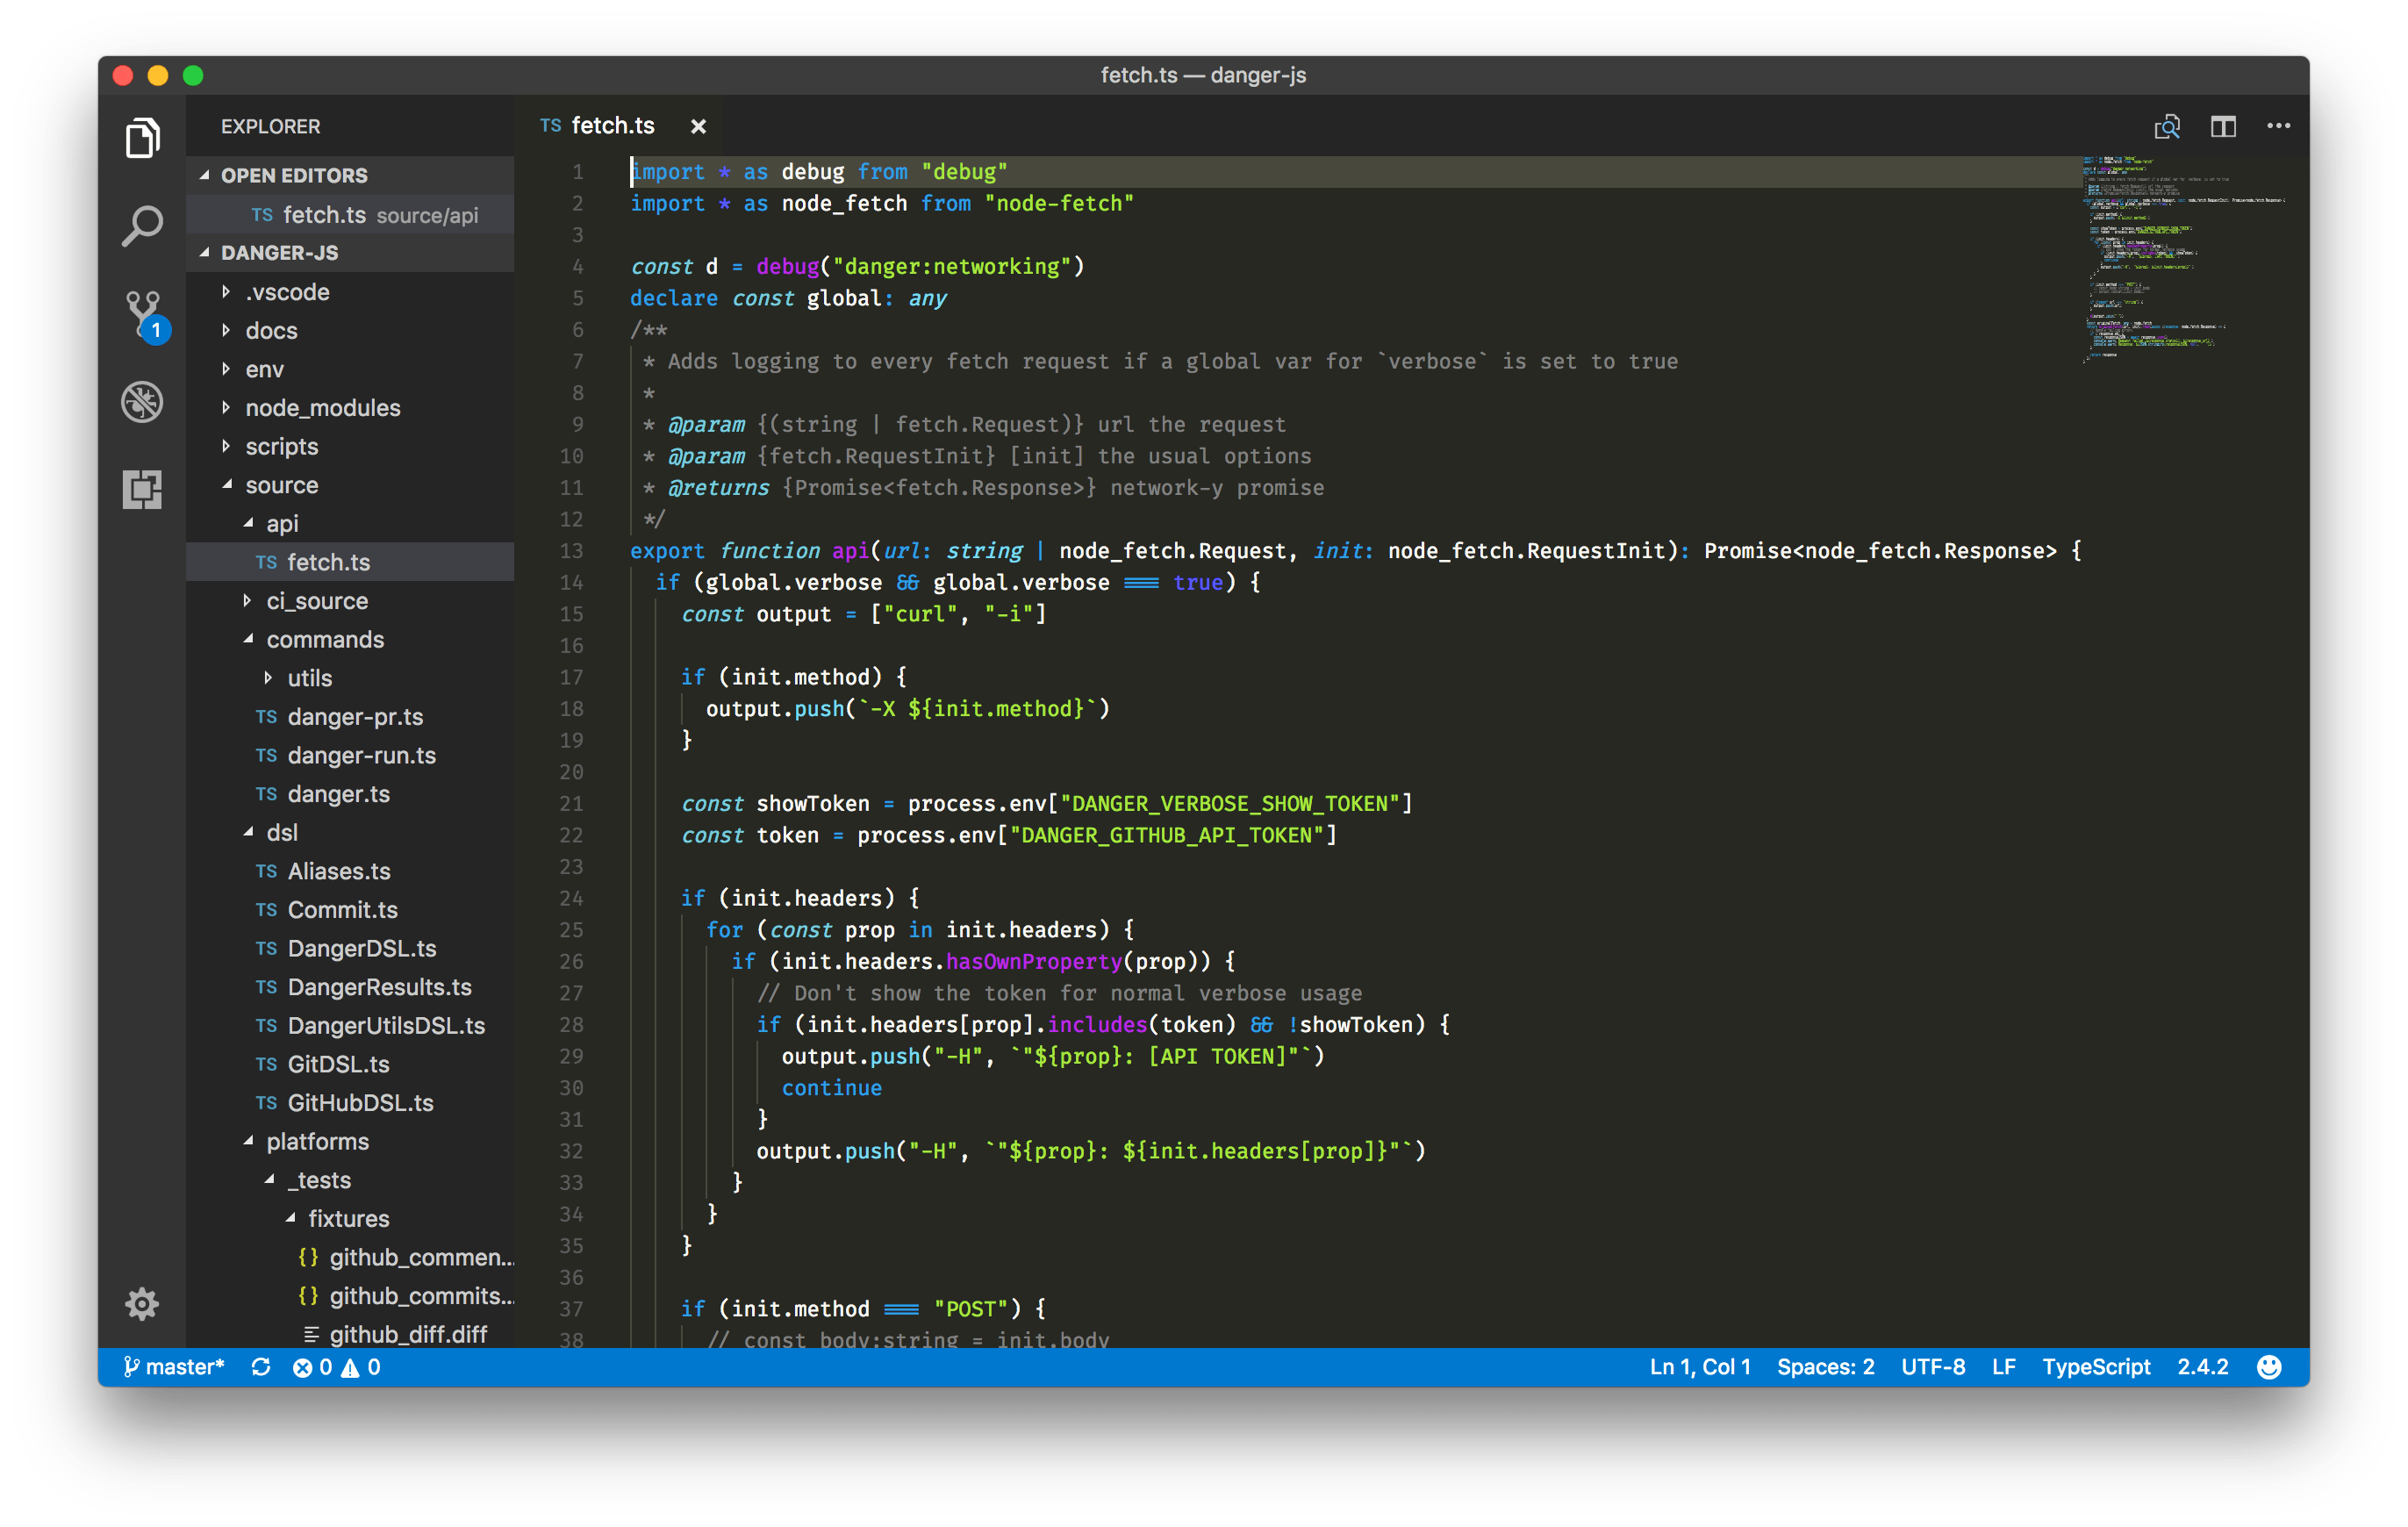 fetch.ts — danger-js
EXPLORER
OPEN EDITORS
TS fetch.ts source/api
DANGER-JS
.vscode
docs
env
node_modules
scripts
source
api
TS fetch.ts
ci_source
commands
utils
TS danger-pr.ts
TS danger-run.ts
TS danger.ts
dsl
TS Aliases.ts
TS Commit.ts
TS DangerDSL.ts
TS DangerResults.ts
TS DangerUtilsDSL.ts
TS GitDSL.ts
TS GitHubDSL.ts
platforms
_tests
fixtures
{} github_commen...
{} github_commits...
github_diff.diff
1
TS fetch.ts ×
1 import * as debug from "debug"
2 import * as node_fetch from "node-fetch"
3
4 const d = debug("danger:networking")
5 declare const global: any
6 /**
7 * Adds logging to every fetch request if a global var for `verbose` is set to true
8 *
9 * @param {(string | fetch.Request)} url the request
10 * @param {fetch.RequestInit} [init] the usual options
11 * @returns {Promise<fetch.Response>} network-y promise
12 */
13 export function api(url: string | node_fetch.Request, init: node_fetch.RequestInit): Promise<node_fetch.Response> {
14 if (global.verbose && global.verbose === true) {
15 const output = ["curl", "-i"]
16
17 if (init.method) {
18 output.push(`-X ${init.method}`)
19 }
20
21 const showToken = process.env["DANGER_VERBOSE_SHOW_TOKEN"]
22 const token = process.env["DANGER_GITHUB_API_TOKEN"]
23
24 if (init.headers) {
25 for (const prop in init.headers) {
26 if (init.headers.hasOwnProperty(prop)) {
27 // Don't show the token for normal verbose usage
28 if (init.headers[prop].includes(token) && !showToken) {
29 output.push("-H", `"${prop}: [API TOKEN]"`)
30 continue
31 }
32 output.push("-H", `"${prop}: ${init.headers[prop]}"`)
33 }
34 }
35 }
36
37 if (init.method === "POST") {
38 // const body:string = init.body
master* 0 0
Ln 1, Col 1 Spaces: 2 UTF-8 LF TypeScript 2.4.2